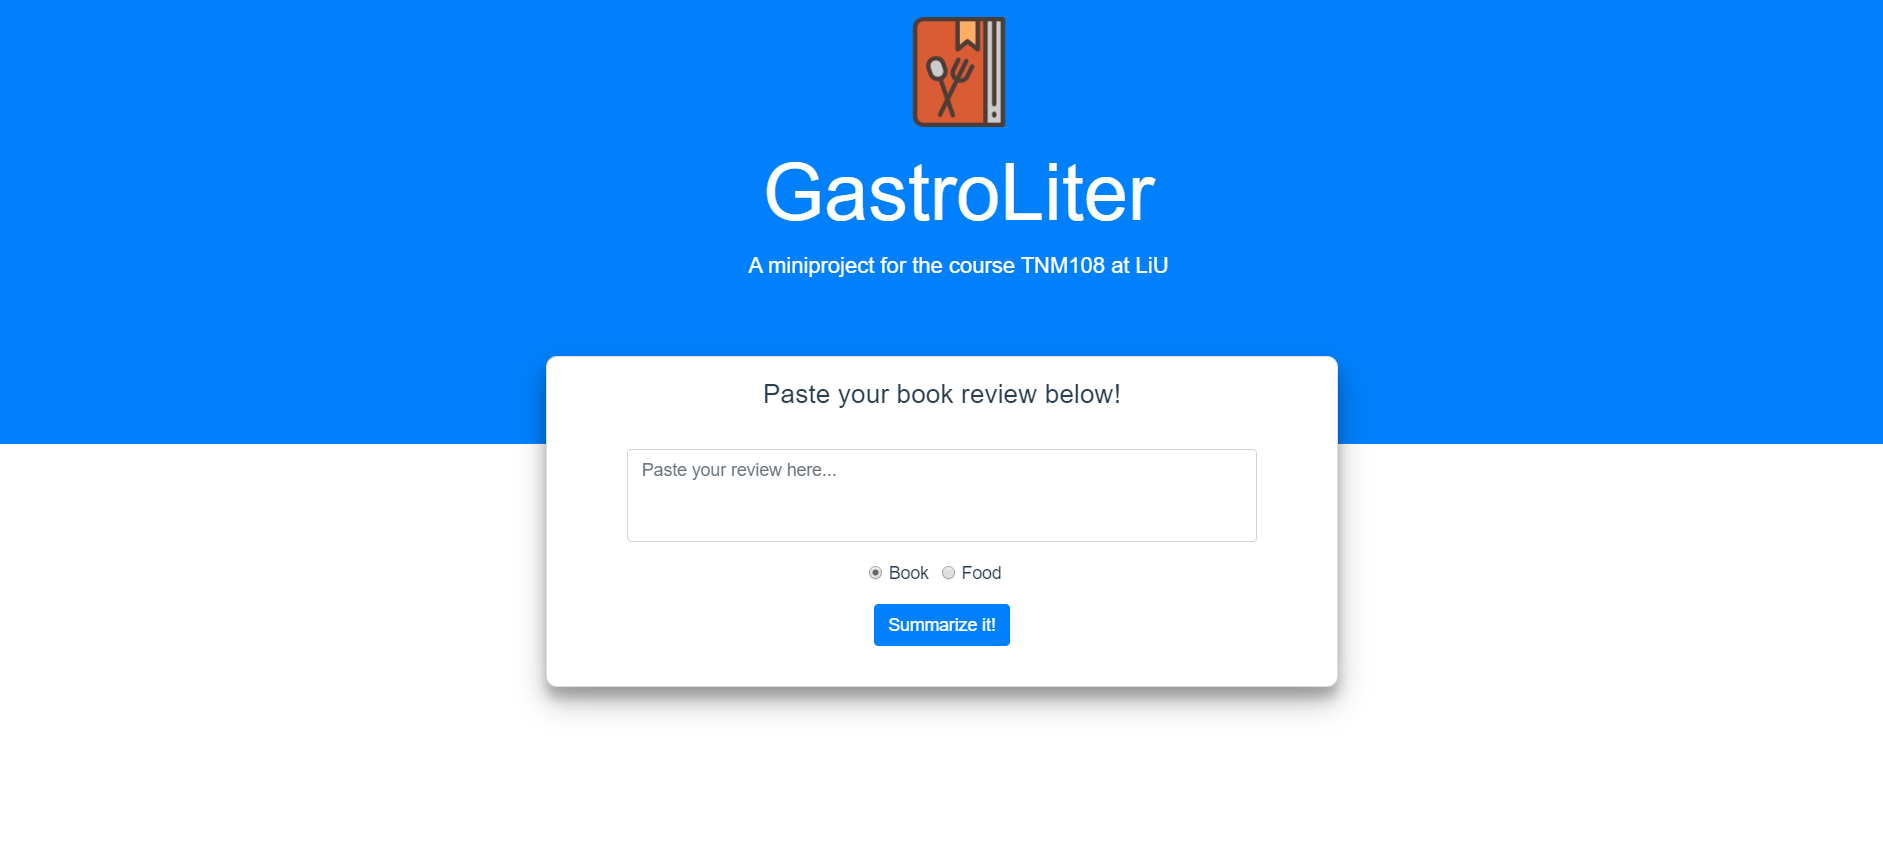 GastroLiter
A miniproject for the course TNM108 at LiU
Paste your book review below!
Paste your review here...
Book Food
Summarize it!